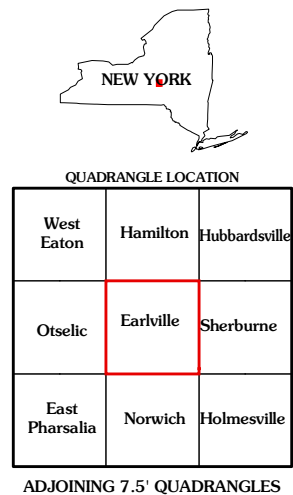 NEW YORK
QUADRANGLE LOCATION
West
Eaton
Hamilton
Hubbardsville
Otselic
Earlville
Sherburne
East
Pharsalia
Norwich
Holmesville
ADJOINING 7.5' QUADRANGLES